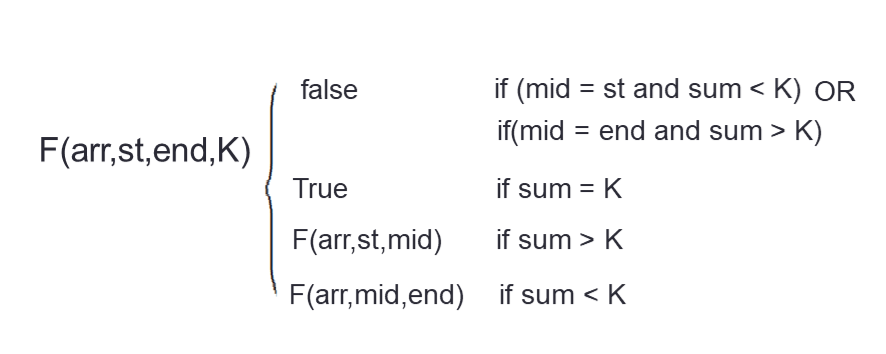 false if (mid = st and sum < K) OR
if(mid = end and sum > K)
F(arr,st,end,K)
True if sum = K
F(arr,st,mid) if sum > K
F(arr,mid,end) if sum < K